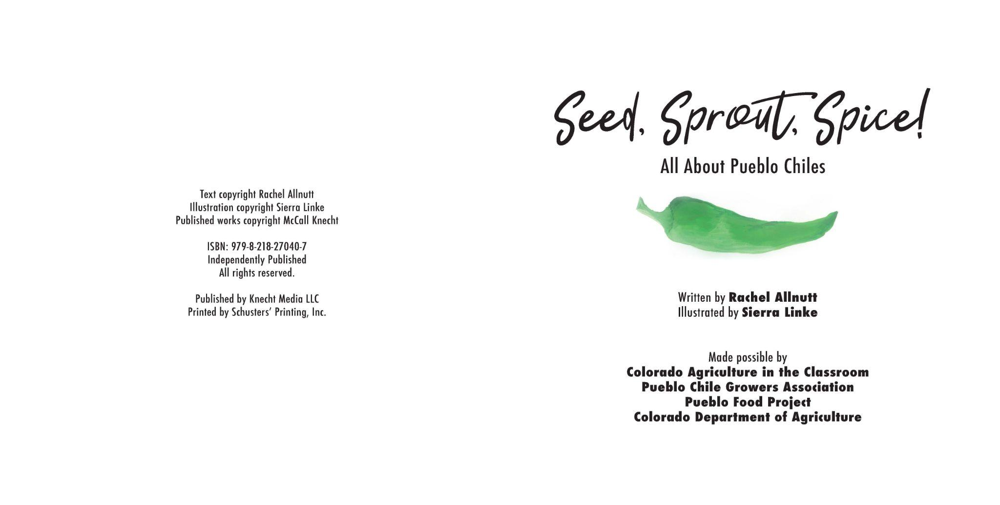 Text copyright Rachel Allnutt
Illustration copyright Sierra Linke
Published works copyright McCall Knecht
ISBN: 979-8-218-27040-7
Independently Published
All rights reserved.
Published by Knecht Media LLC
Printed by Schusters’ Printing, Inc.
Seed, Sprout, Spice!
All About Pueblo Chiles
Written by Rachel Allnutt
Illustrated by Sierra Linke
Made possible by
Colorado Agriculture in the Classroom
Pueblo Chile Growers Association
Pueblo Food Project
Colorado Department of Agriculture